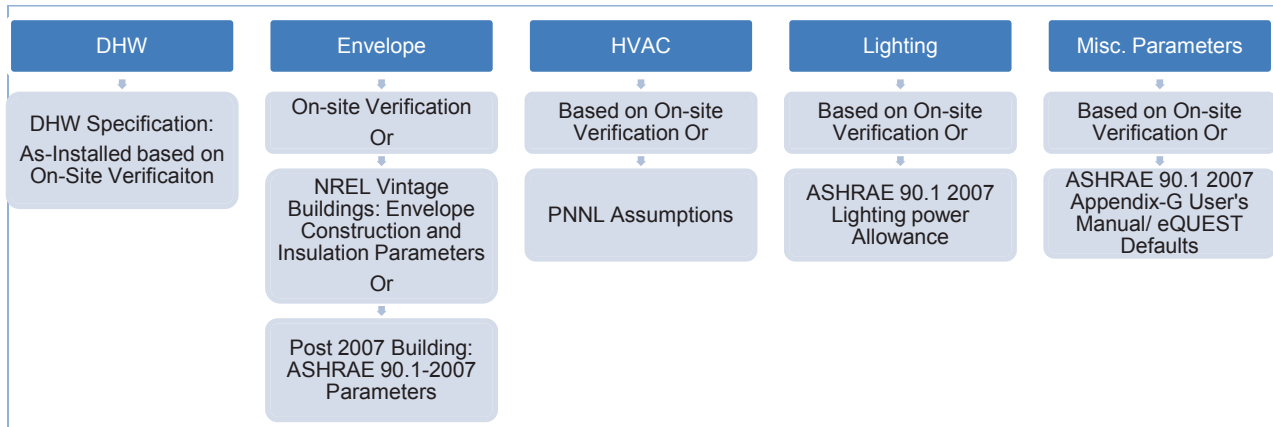 DHW
DHW Specification:
As-Installed based on
On-Site Verificaiton
Envelope
On-site Verification
Or
NREL Vintage
Buildings: Envelope
Construction and
Insulation Parameters
Or
Post 2007 Building:
ASHRAE 90.1-2007
Parameters
HVAC
Based on On-site
Verification Or
PNNL Assumptions
Lighting
Based on On-site
Verification Or
ASHRAE 90.1 2007
Lighting power
Allowance
Misc. Parameters
Based on On-site
Verification Or
ASHRAE 90.1 2007
Appendix-G User's
Manual/ eQUEST
Defaults